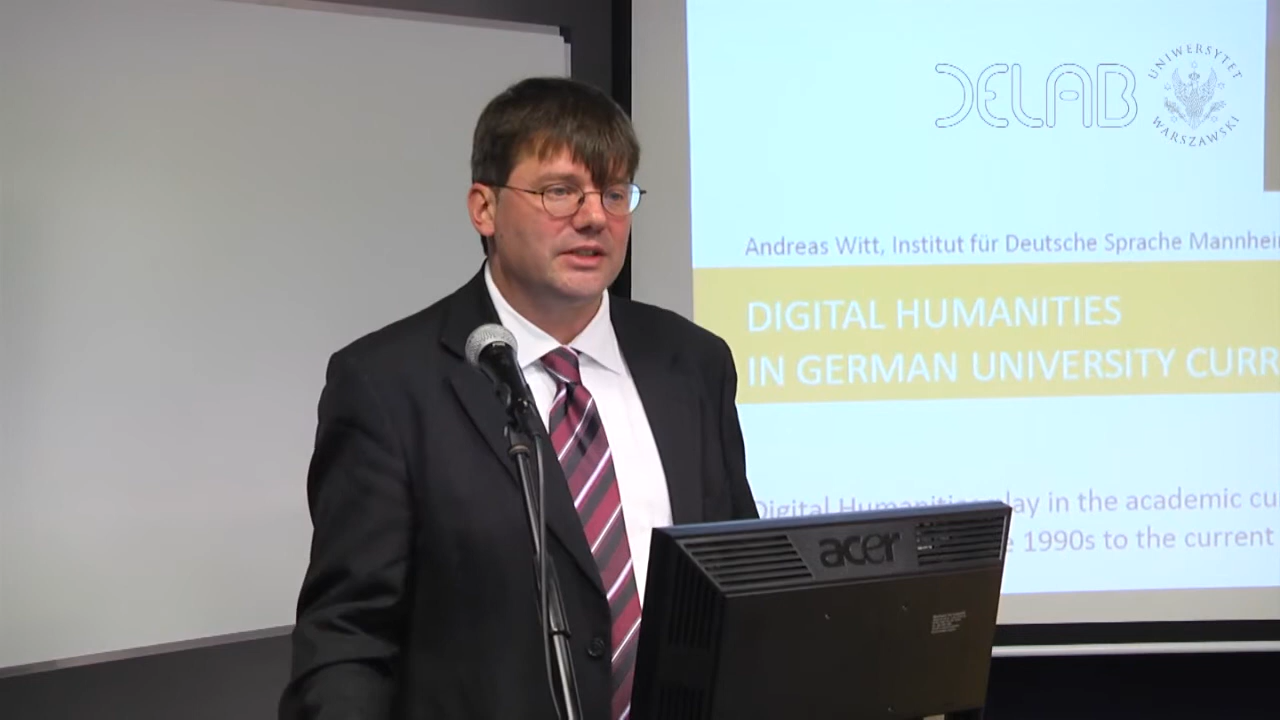 DELAB
UNIWERSYTET
WARSZAWSKI
Andreas Witt, Institut für Deutsche Sprache Mannhei
DIGITAL HUMANITIES
IN GERMAN UNIVERSITY CURR
Digital Humanities play in the academic cu
1990s to the current
acer